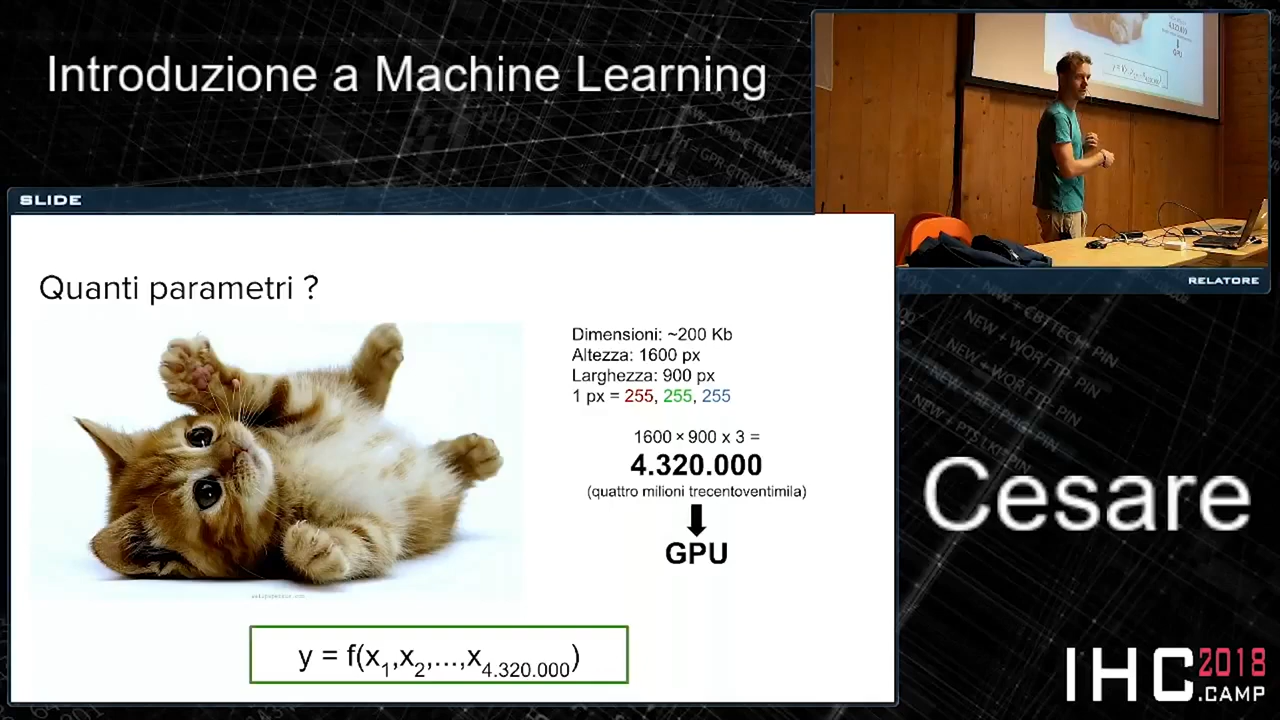 Introduzione a Machine Learning
SLIDE
Quanti parametri ?
Dimensioni: ~200 Kb
Altezza: 1600 px
Larghezza: 900 px
1 px = 255, 255, 255
1600 × 900 x 3 =
4.320.000
(quattro milioni trecentoventimila)
GPU
y = f(x1,x2,...,x4.320.000)
RELATORE
Cesare
IHC 2018
.CAMP